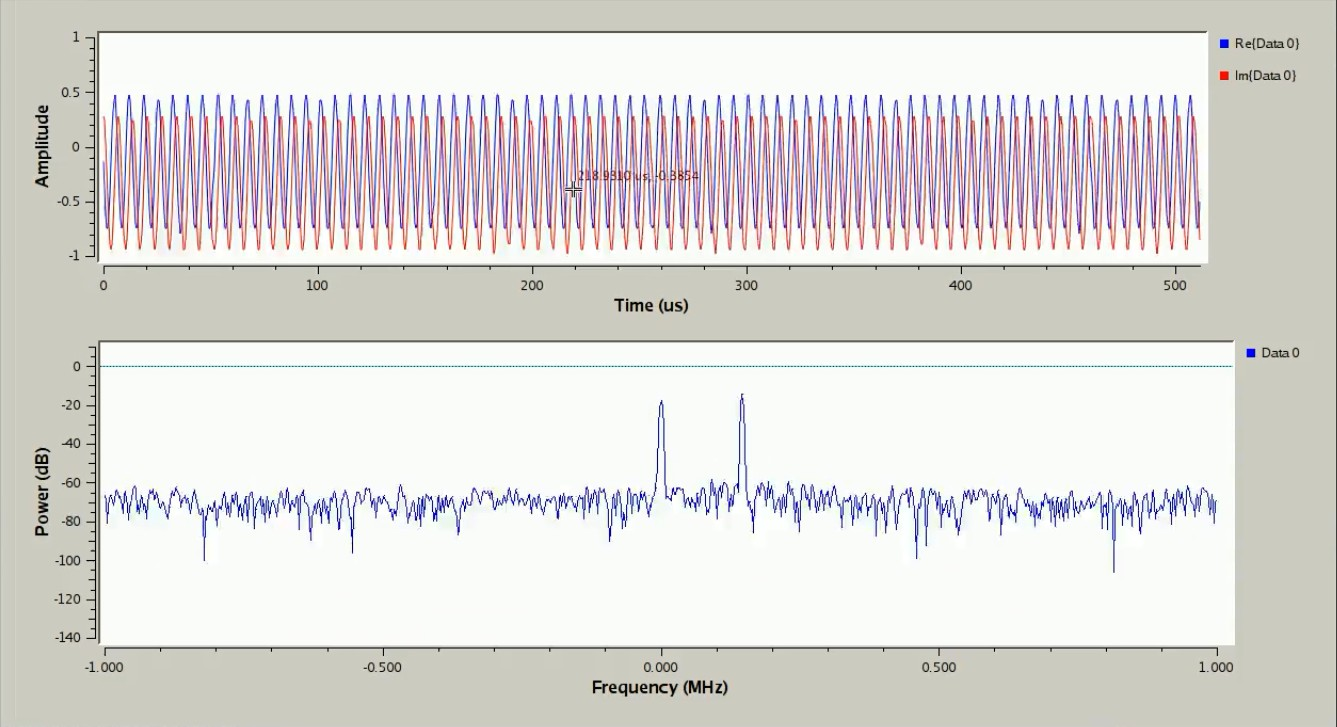 1
0.5
0
-0.5
-1
Amplitude
218.9310 us, -0.3854
0 100 200 300 400 500
Time (us)
Re{Data 0}
Im{Data 0}
0
-20
-40
-60
-80
-100
-120
-140
Power (dB)
-1.000 -0.500 0.000 0.500 1.000
Frequency (MHz)
Data 0